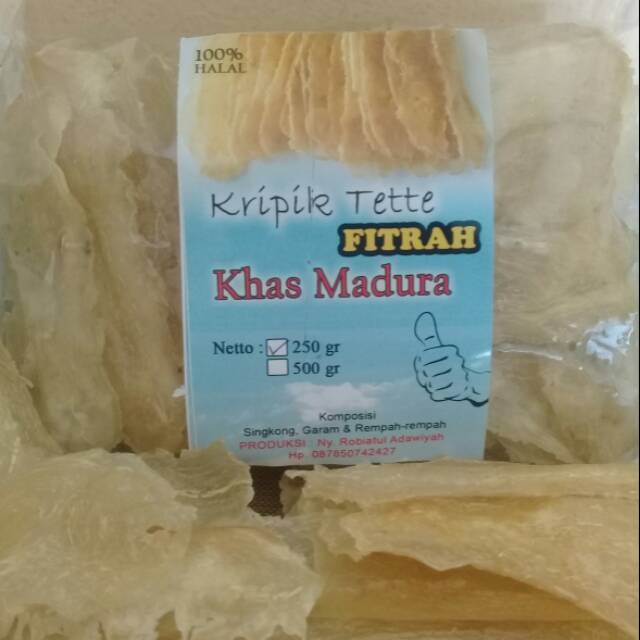 100%
HALAL
Kripik Tette
FITRAH
Khas Madura
Netto : 250 gr
500 gr
Komposisi
Singkong, Garam & Rempah-rempah
PRODUKSI : Ny. Robiatul Adawiyah
Hp. 087850742427